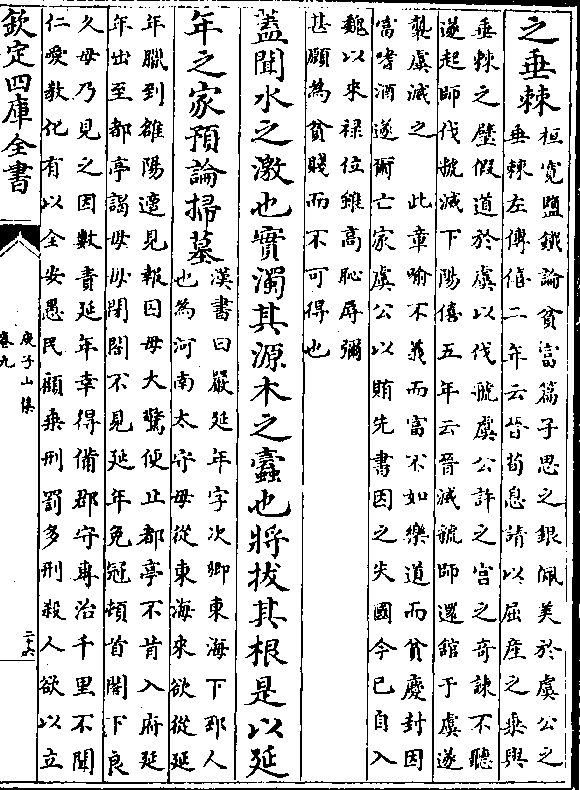 之垂棘
桓寬鹽鐵論貧富篇子思之銀佩美於虞公之
垂棘左傳僖二年云晉荀息請以屈產之乗與
垂棘之璧假道於虞以伐虢虞公許之宫之奇諫不聽
遂起師伐虢滅下陽僖五年云晉滅虢師還館于虞遂
襲虞滅之　此章喻不義而富不如樂道而貧慶封因
富嗜酒遂爾亡家虞公以賄先書因之失國今已自入
魏以來禄位雖高恥辱彌
甚願為貧賤而不可得也
蓋聞水之激也實濁其源木之蠹也將拔其根是以延
年之家預論掃墓
漢書曰嚴延年字次卿東海下邳人
也為河南太守母從東海來欲從延
年臘到雒陽適見報囚母大驚便止都亭不肯入府延
年出至都亭謁母母閉閤不見延年免冠頓首閤下良
久母乃見之因數責延年幸得備郡守專治千里不聞
仁愛教化有以全安愚民顧乗刑罰多刑殺人欲以立
欽定四庫全書
庾子山集
卷九
二十六